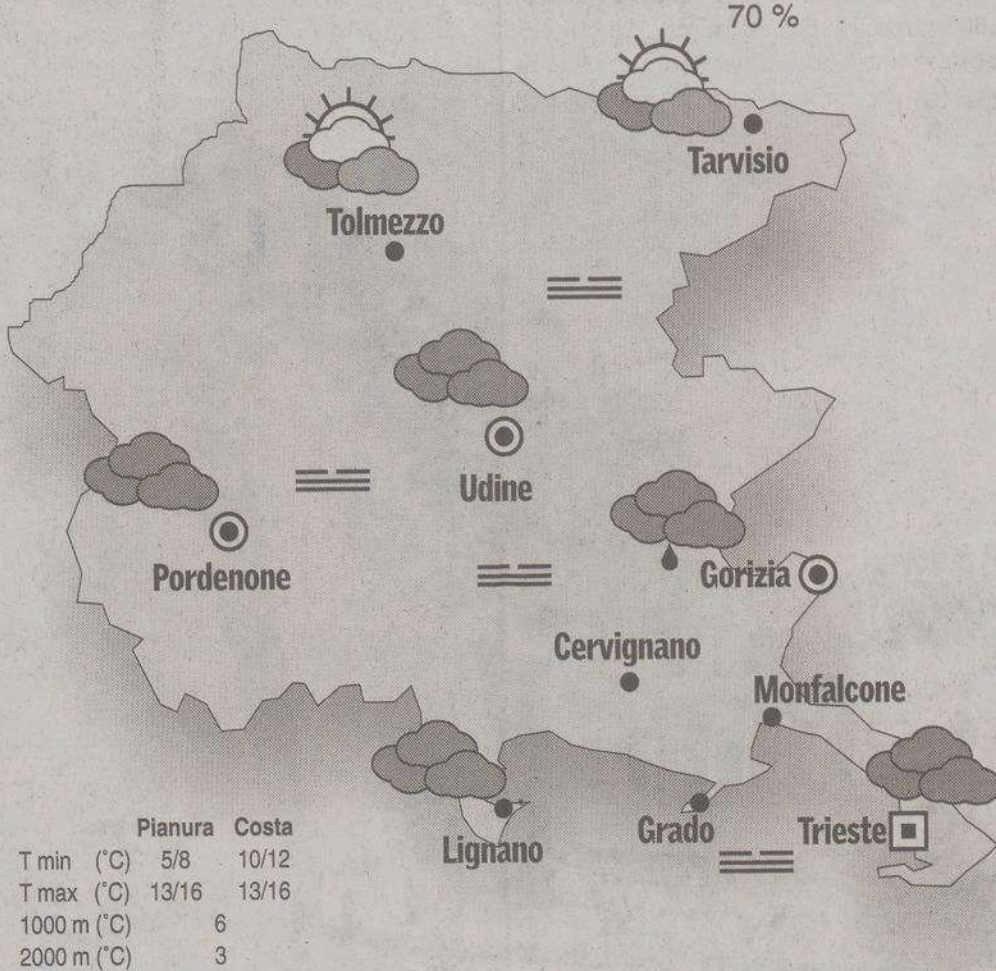 70 %
Tarvisio
Tolmezzo
Udine
Pordenone
Gorizia
Cervignano
Monfalcone
Lignano
Grado
Trieste
Pianura Costa
T min (°C) 5/8 10/12
T max (°C) 13/16 13/16
1000 m (°C) 6
2000 m (°C) 3